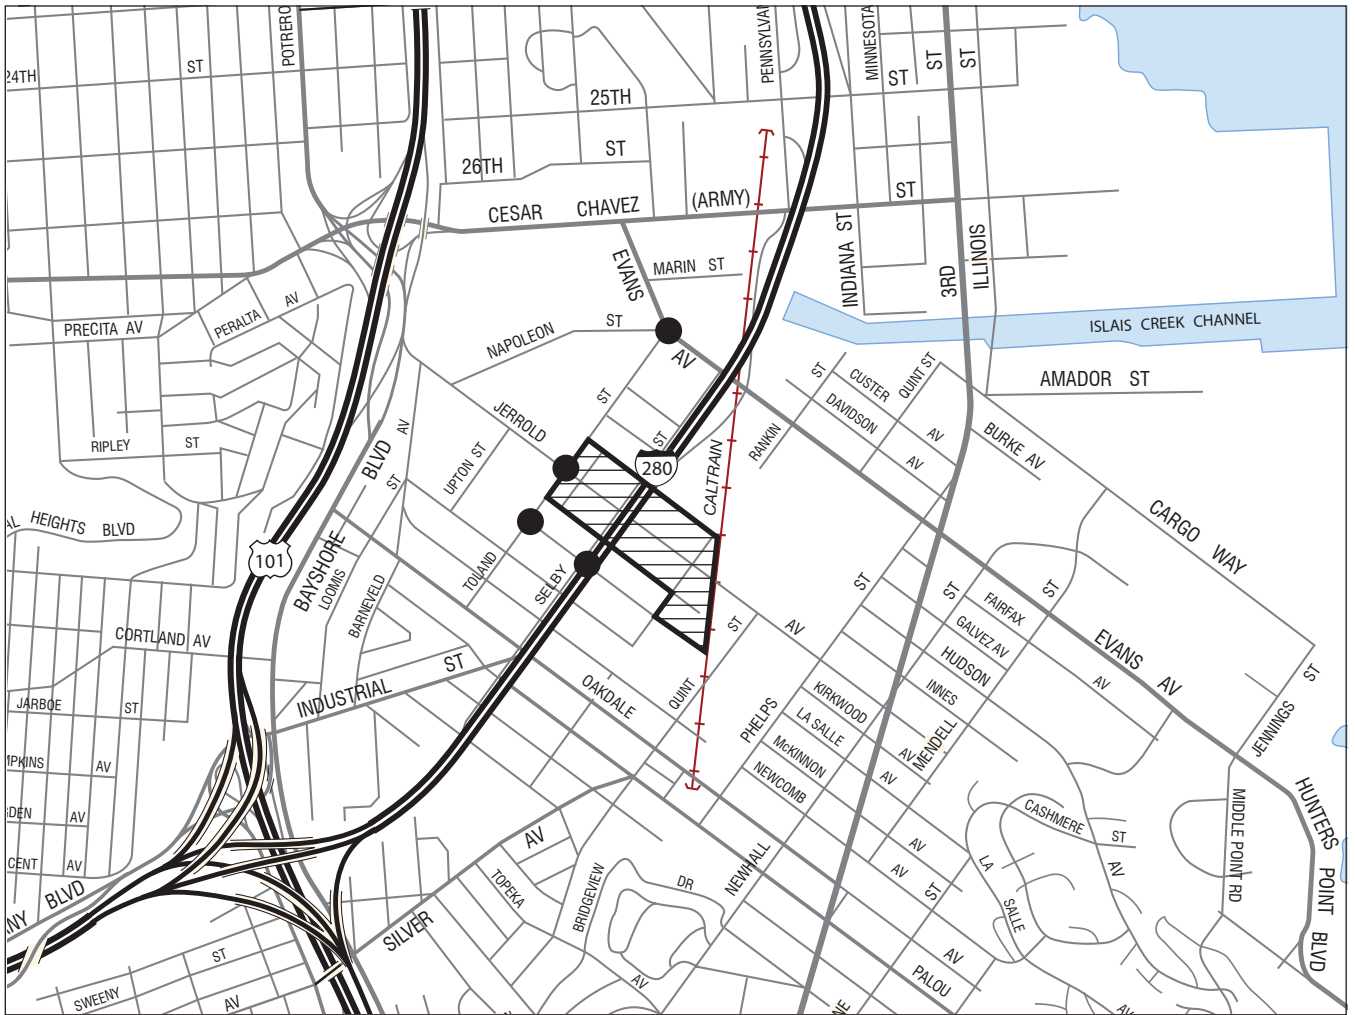 POTRERO
PENNSYLVAN
MINNESOTA
ST
ST
24TH
ST
25TH
ST
26TH
ST
CESAR CHAVEZ (ARMY)
ST
EVANS
MARIN ST
INDIANA ST
3RD
ILLINOIS
PERALTA
AV
PRECITA AV
NAPOLEON
ST
AV
ISLAIS CREEK CHANNEL
AMADOR ST
ST
CUSTER
QUINT ST
DAVIDSON
AV
AV
BURKE AV
RANKIN
JERROLD
ST
ST
280
CALTRAIN
RIPLEY
ST
BLVD
AV
ST
UPTON ST
HEIGHTS BLVD
101
BAYSHORE
LOOMIS
BARNEVELD
TOLAND
SELBY
CARGO WAY
CORTLAND AV
INDUSTRIAL
ST
OAKDALE
QUINT
ST
AV
ST
PHELPS
ST
FAIRFAX
GALVEZ AV
HUDSON
INNES
ST
EVANS
AV
AV
KIRKWOOD
LA SALLE
McKINNON
NEWCOMB
AV
AV
MENDELL
JENNINGS
ST
JARBOE
ST
MPKINS
AV
AV
CENT
AV
BLVD
SILVER
AV
TOPEKA
BRIDGEVIEW
DR
NEWHALL
AV
AV
AV
ST
AV
PALOU
CASHMERE
ST
LA
SALLE
AV
MIDDLE POINT RD
HUNTERS
POINT
BLVD
SWEENY
ST
AV
AV